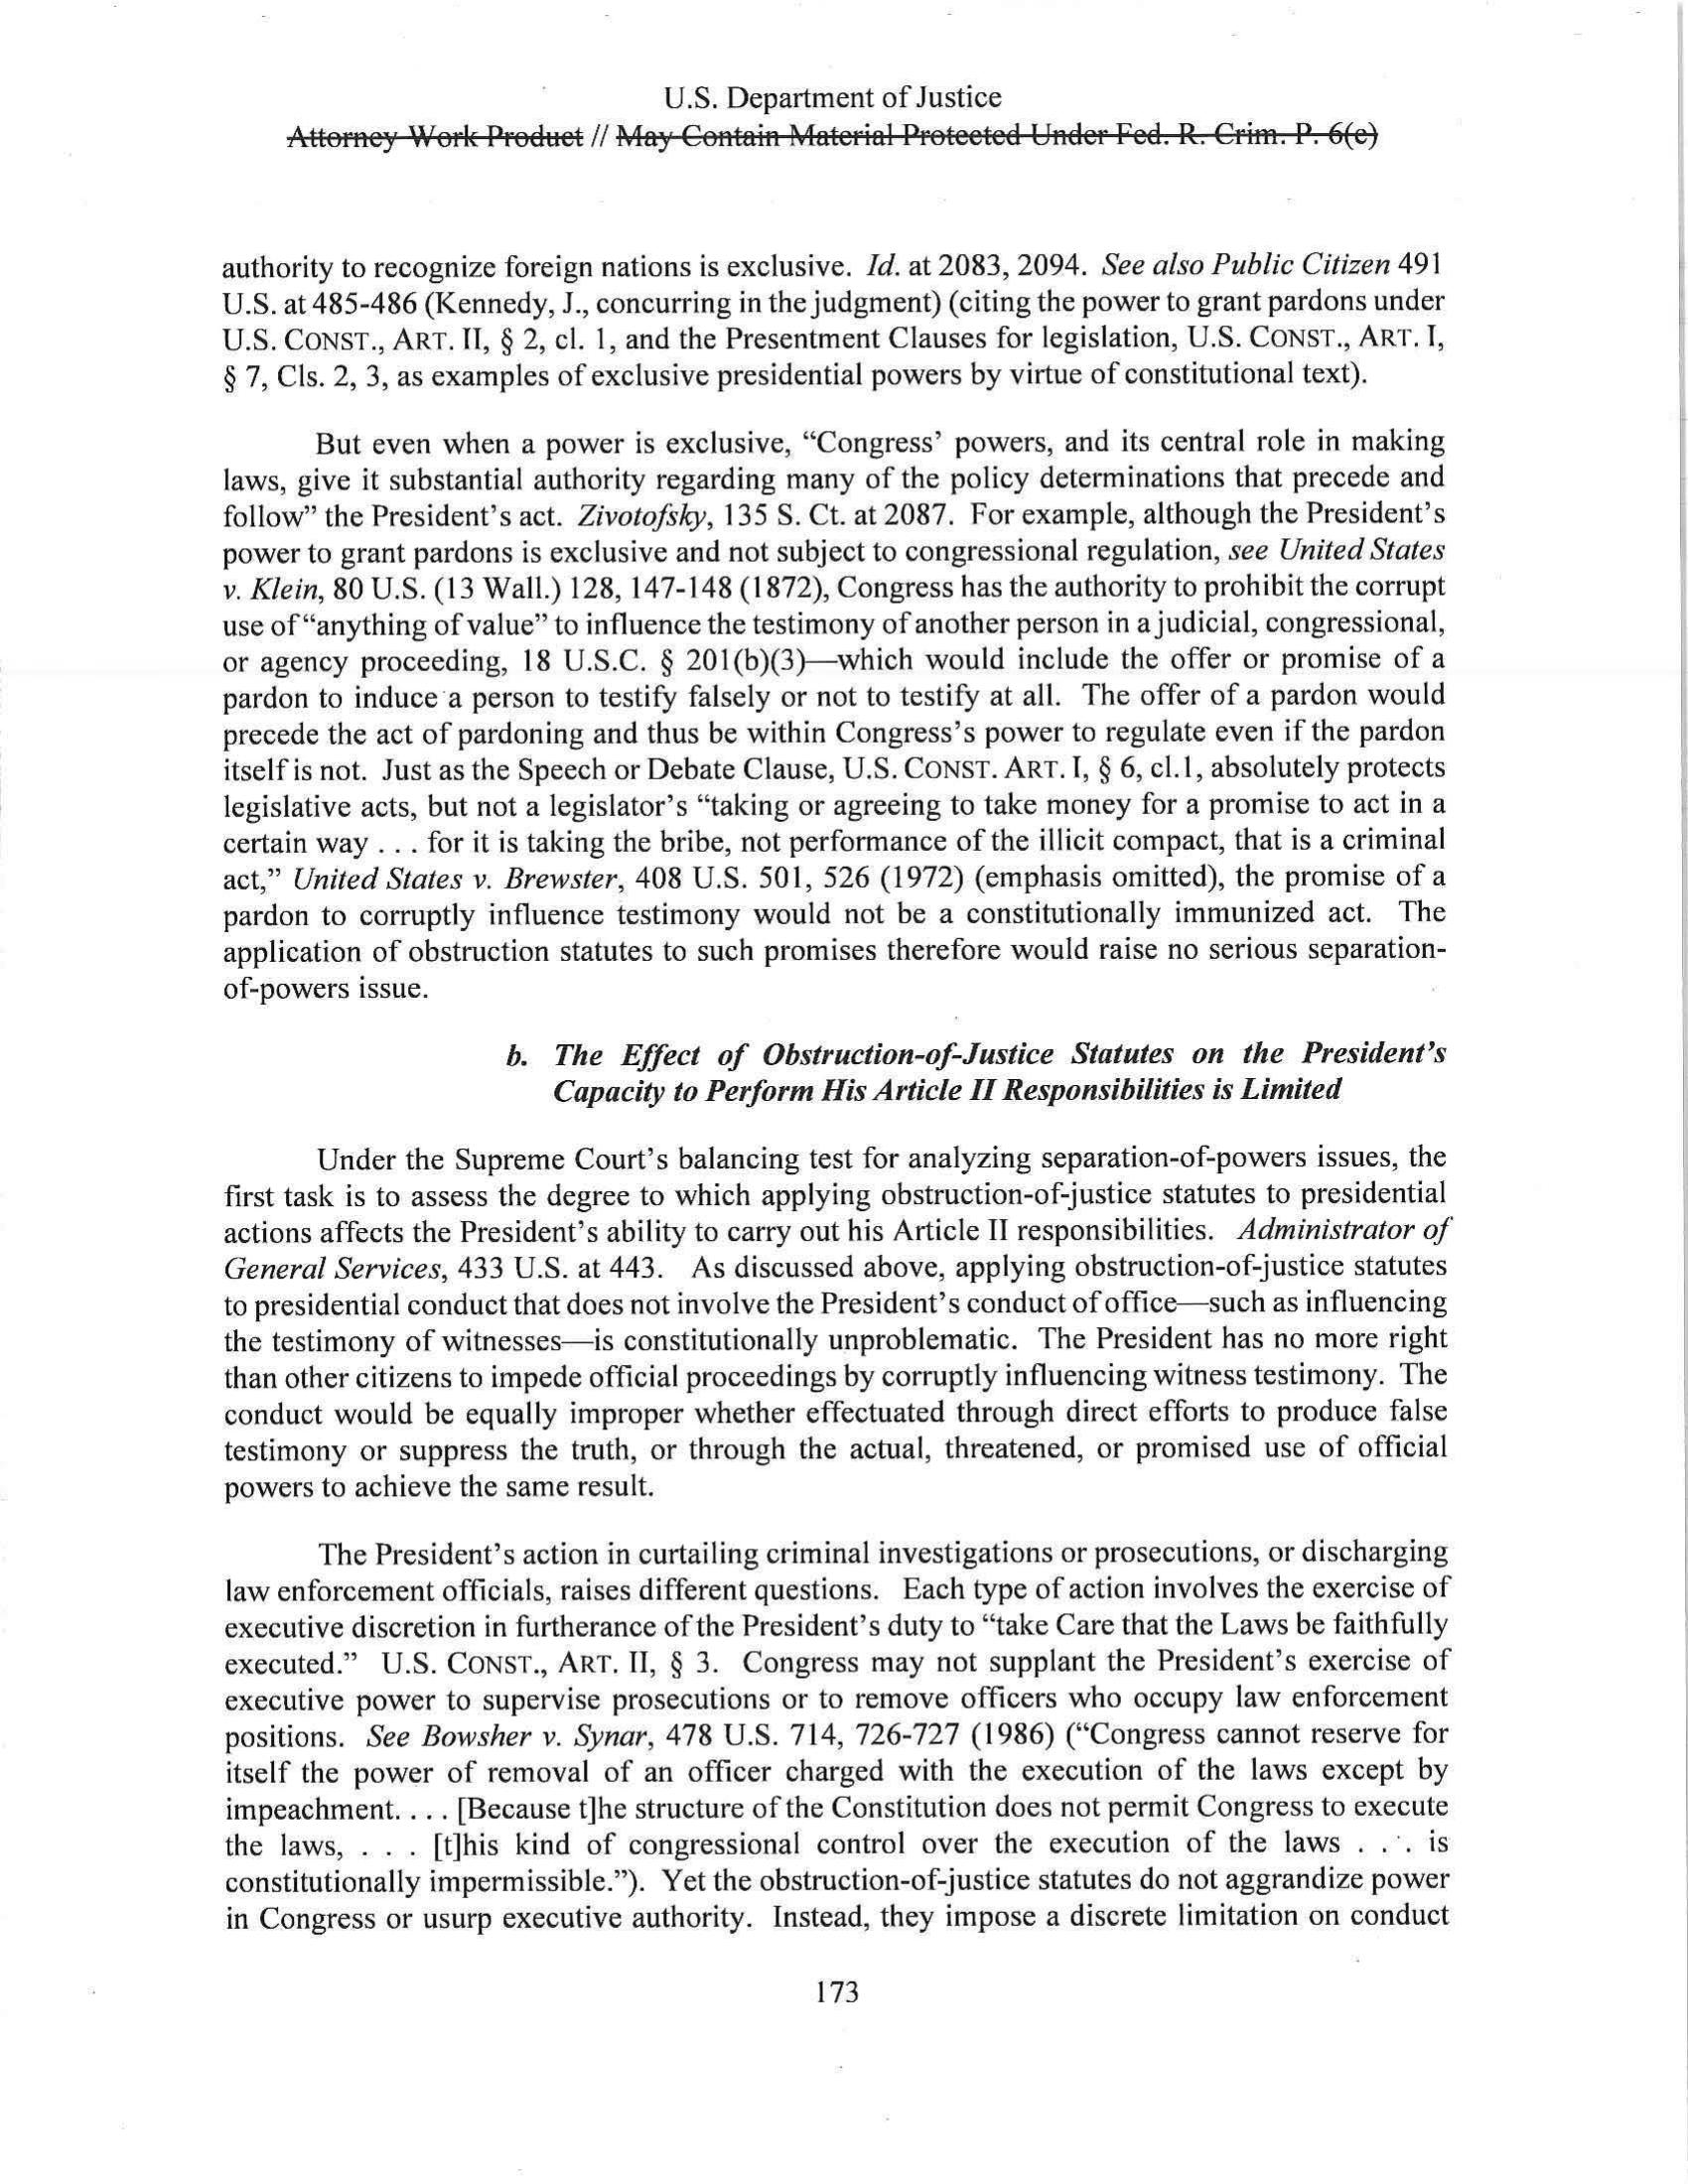 U.S. Department of Justice
Attorney Work Product // May Contain Material Protected Under Fed. R. Crim. P. 6(e)
authority to recognize foreign nations is exclusive. Id. at 2083, 2094. See also Public Citizen 491
U.S. at 485-486 (Kennedy, J., concurring in the judgment) (citing the power to grant pardons under
U.S. CONST., ART. II, § 2, cl. 1, and the Presentment Clauses for legislation, U.S. CONST., ART. I,
§ 7, Cls. 2, 3, as examples of exclusive presidential powers by virtue of constitutional text).
But even when a power is exclusive, “Congress’ powers, and its central role in making
laws, give it substantial authority regarding many of the policy determinations that precede and
follow” the President’s act. Zivotofsky, 135 S. Ct. at 2087. For example, although the President’s
power to grant pardons is exclusive and not subject to congressional regulation, see United States
v. Klein, 80 U.S. (13 Wall.) 128, 147-148 (1872), Congress has the authority to prohibit the corrupt
use of “anything of value” to influence the testimony of another person in a judicial, congressional,
or agency proceeding, 18 U.S.C. § 201(b)(3)—which would include the offer or promise of a
pardon to induce a person to testify falsely or not to testify at all. The offer of a pardon would
precede the act of pardoning and thus be within Congress’s power to regulate even if the pardon
itself is not. Just as the Speech or Debate Clause, U.S. CONST. ART. I, § 6, cl.1, absolutely protects
legislative acts, but not a legislator’s “taking or agreeing to take money for a promise to act in a
certain way . . . for it is taking the bribe, not performance of the illicit compact, that is a criminal
act,” United States v. Brewster, 408 U.S. 501, 526 (1972) (emphasis omitted), the promise of a
pardon to corruptly influence testimony would not be a constitutionally immunized act. The
application of obstruction statutes to such promises therefore would raise no serious separation-
of-powers issue.
b. The Effect of Obstruction-of-Justice Statutes on the President’s
Capacity to Perform His Article II Responsibilities is Limited
Under the Supreme Court’s balancing test for analyzing separation-of-powers issues, the
first task is to assess the degree to which applying obstruction-of-justice statutes to presidential
actions affects the President’s ability to carry out his Article II responsibilities. Administrator of
General Services, 433 U.S. at 443. As discussed above, applying obstruction-of-justice statutes
to presidential conduct that does not involve the President’s conduct of office—such as influencing
the testimony of witnesses—is constitutionally unproblematic. The President has no more right
than other citizens to impede official proceedings by corruptly influencing witness testimony. The
conduct would be equally improper whether effectuated through direct efforts to produce false
testimony or suppress the truth, or through the actual, threatened, or promised use of official
powers to achieve the same result.
The President’s action in curtailing criminal investigations or prosecutions, or discharging
law enforcement officials, raises different questions. Each type of action involves the exercise of
executive discretion in furtherance of the President’s duty to “take Care that the Laws be faithfully
executed.” U.S. CONST., ART. II, § 3. Congress may not supplant the President’s exercise of
executive power to supervise prosecutions or to remove officers who occupy law enforcement
positions. See Bowsher v. Synar, 478 U.S. 714, 726-727 (1986) (“Congress cannot reserve for
itself the power of removal of an officer charged with the execution of the laws except by
impeachment. . . . [Because t]he structure of the Constitution does not permit Congress to execute
the laws, . . . [t]his kind of congressional control over the execution of the laws . . . is
constitutionally impermissible.”). Yet the obstruction-of-justice statutes do not aggrandize power
in Congress or usurp executive authority. Instead, they impose a discrete limitation on conduct
173